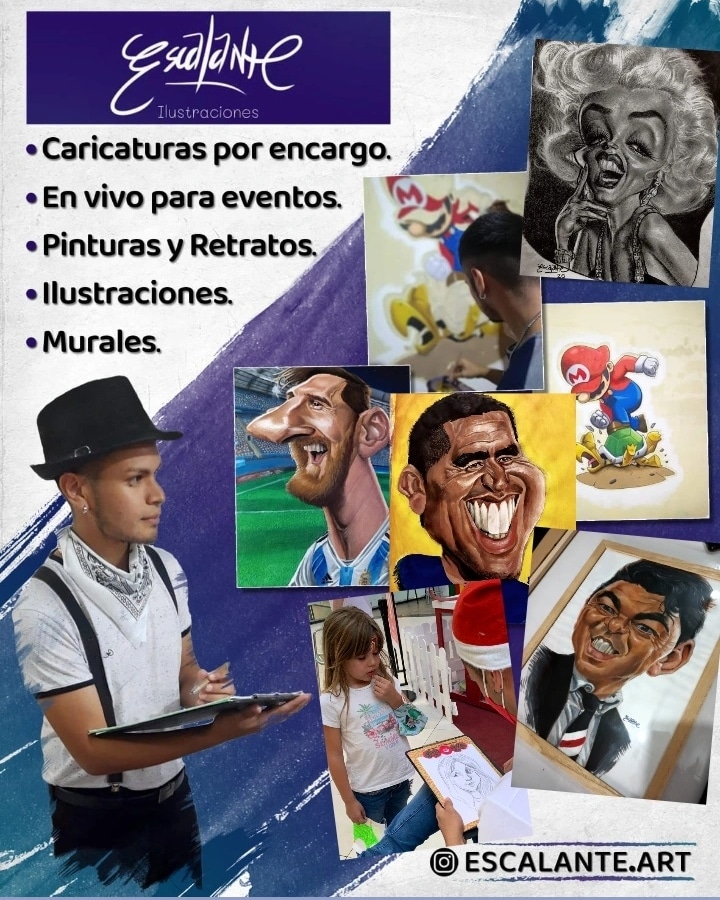 Escalante
Ilustraciones
• Caricaturas por encargo.
• En vivo para eventos.
• Pinturas y Retratos.
• Ilustraciones.
• Murales.
M
M
ESCALANTE.ART